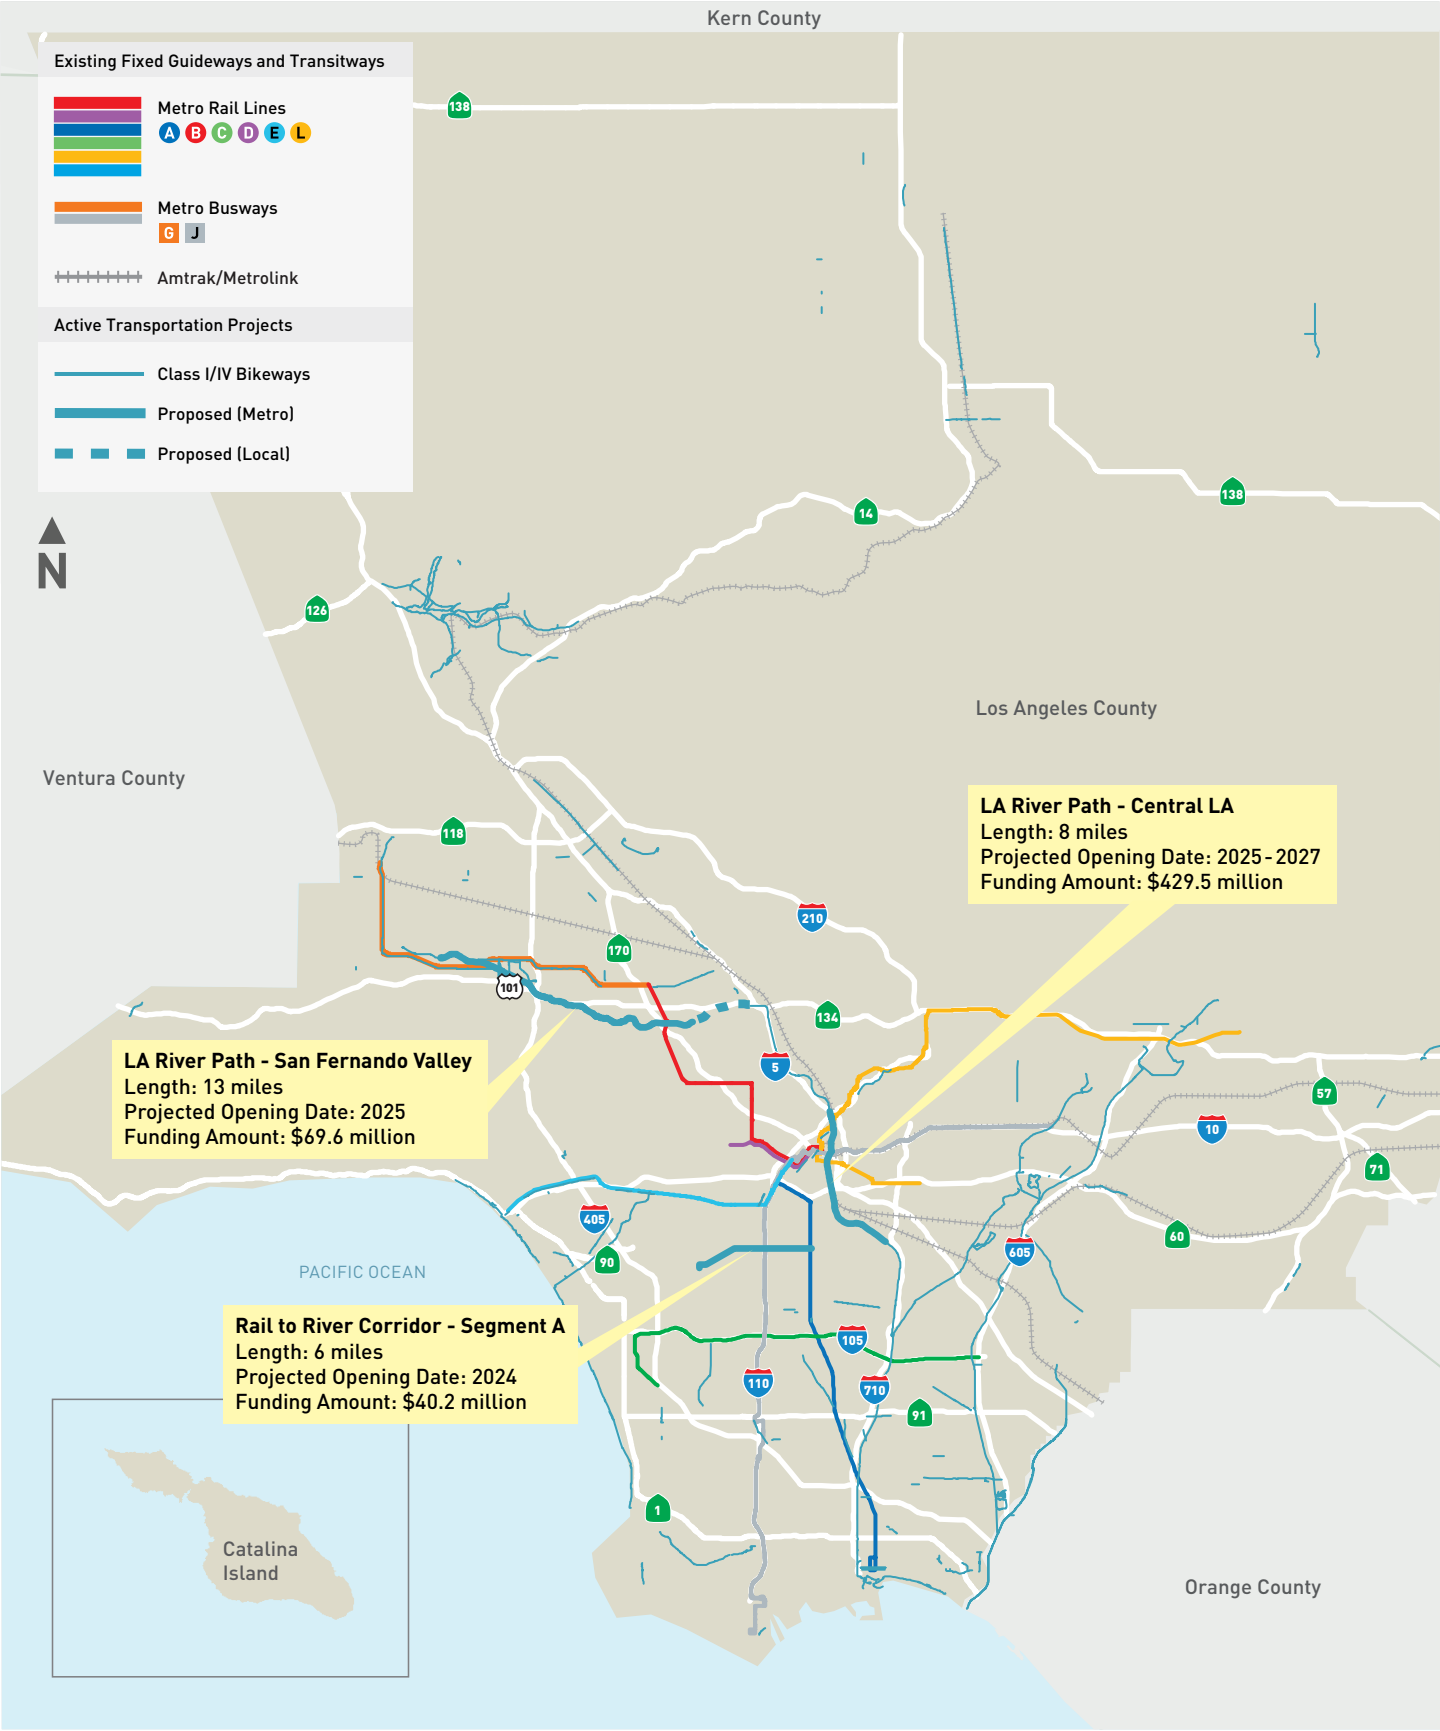 Kern County
Existing Fixed Guideways and Transitways
Metro Rail Lines
A B C D E L
Metro Busways
G J
Amtrak/Metrolink
Active Transportation Projects
Class I/IV Bikeways
Proposed (Metro)
Proposed (Local)
N
138
14
138
126
Los Angeles County
Ventura County
LA River Path - Central LA
Length: 8 miles
Projected Opening Date: 2025-2027
Funding Amount: $429.5 million
118
210
170
101
134
LA River Path - San Fernando Valley
Length: 13 miles
Projected Opening Date: 2025
Funding Amount: $69.6 million
5
57
10
71
405
60
605
90
PACIFIC OCEAN
Rail to River Corridor - Segment A
Length: 6 miles
Projected Opening Date: 2024
Funding Amount: $40.2 million
105
110
710
91
1
Catalina
Island
Orange County